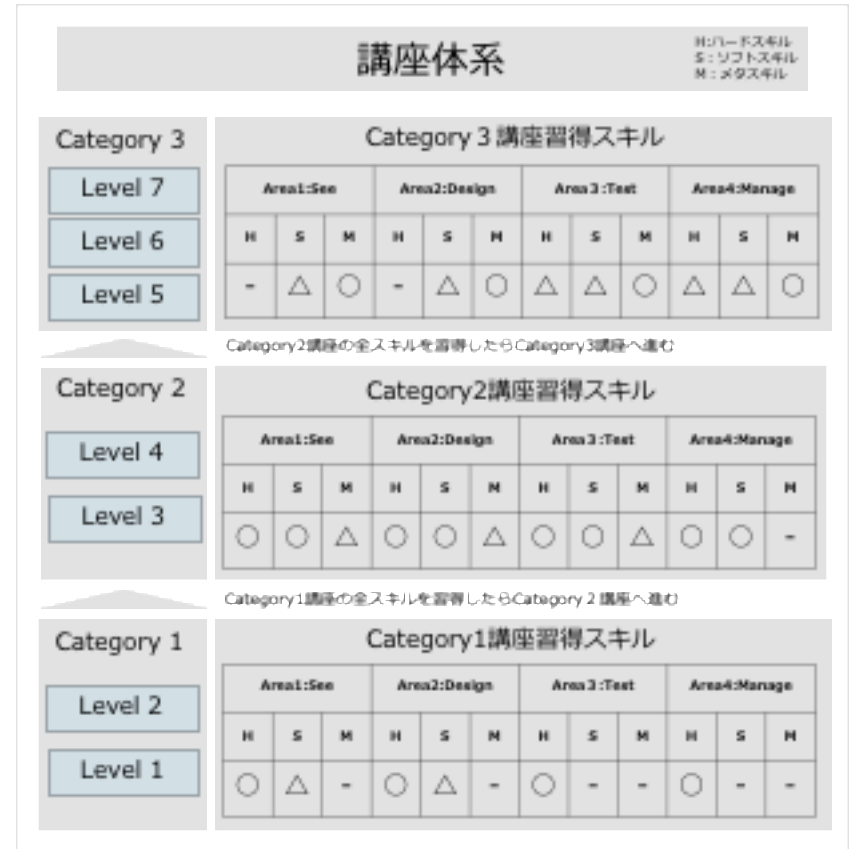 講座体系
H:ハードスキル
S:ソフトスキル
M:メタスキル
Category 3
Level 7
Level 6
Level 5
Category 3 講座習得スキル
Area1:See Area2:Design Area 3 :Test Area4:Manage
H S M H S M H S M H S M
- △ ○ - △ ○ △ △ ○ △ △ ○
Category2講座の全スキルを習得したらCategory3講座へ進む
Category 2
Level 4
Level 3
Category2講座習得スキル
Area1:See Area2:Design Area 3 :Test Area4:Manage
H S M H S M H S M H S M
○ ○ △ ○ ○ △ ○ ○ △ ○ ○ -
Category1講座の全スキルを習得したらCategory 2 講座へ進む
Category 1
Level 2
Level 1
Category1講座習得スキル
Area1:See Area2:Design Area 3 :Test Area4:Manage
H S M H S M H S M H S M
○ △ - ○ △ - ○ - - ○ - -